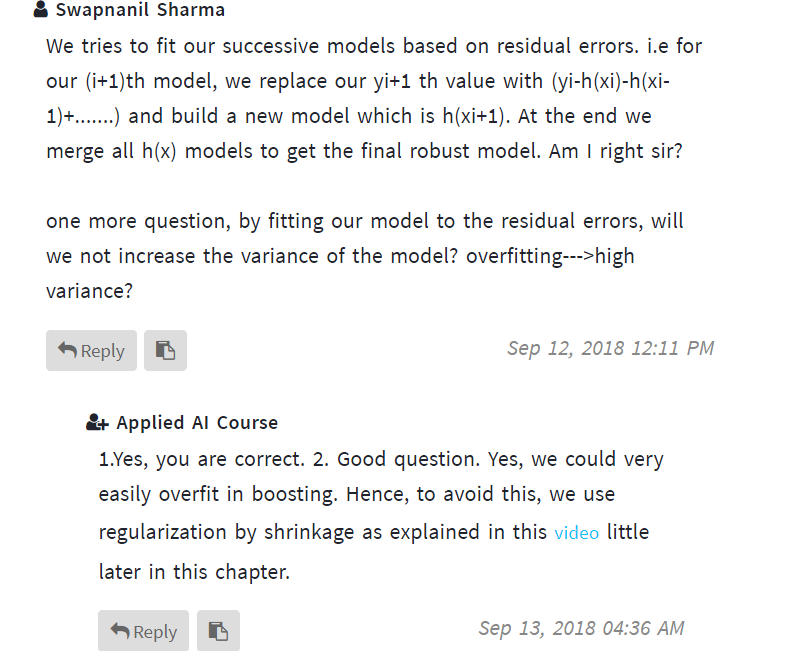 Swapnanil Sharma
We tries to fit our successive models based on residual errors. i.e for
our (i+1)th model, we replace our yi+1 th value with (yi-h(xi)-h(xi-
1)+.......) and build a new model which is h(xi+1). At the end we
merge all h(x) models to get the final robust model. Am I right sir?
one more question, by fitting our model to the residual errors, will
we not increase the variance of the model? overfitting--->high
variance?
Reply
Sep 12, 2018 12:11 PM
Applied AI Course
1.Yes, you are correct. 2. Good question. Yes, we could very
easily overfit in boosting. Hence, to avoid this, we use
regularization by shrinkage as explained in this video little
later in this chapter.
Reply
Sep 13, 2018 04:36 AM